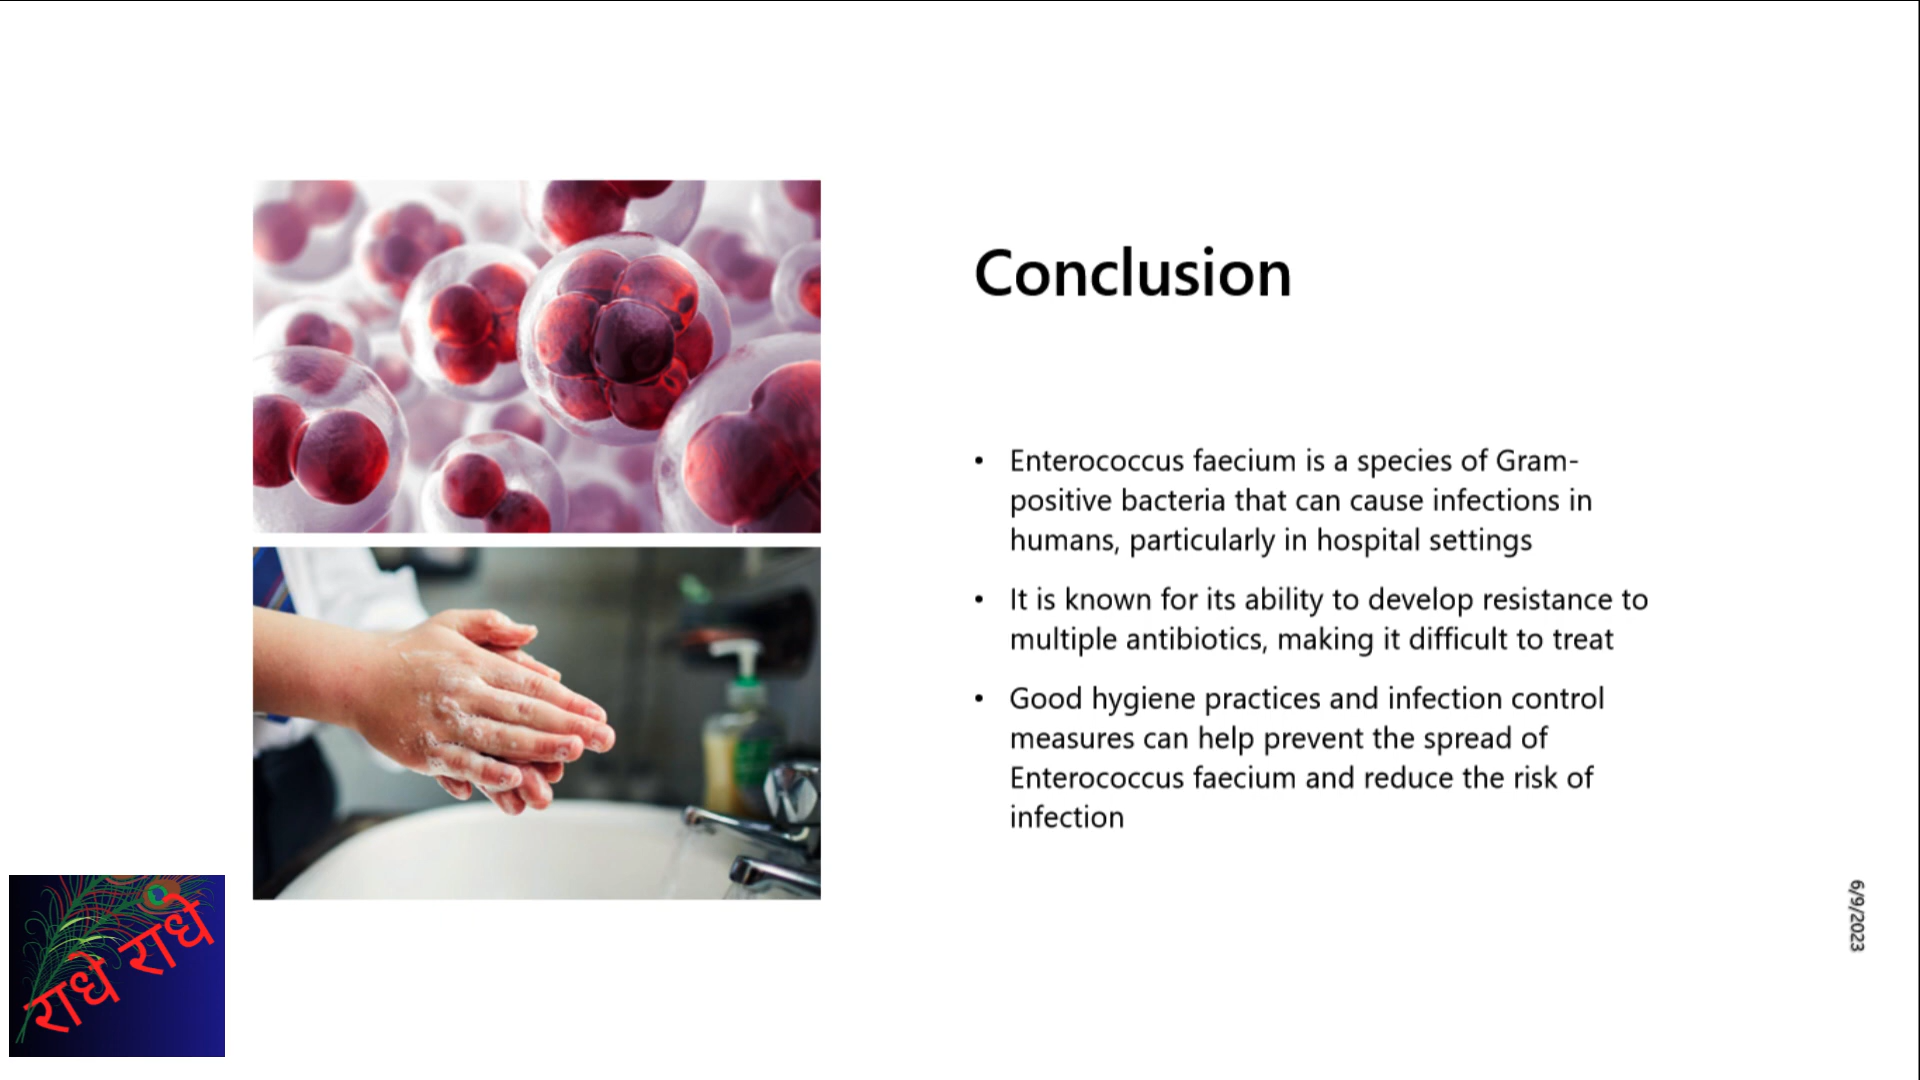 Conclusion
• Enterococcus faecium is a species of Gram-
positive bacteria that can cause infections in
humans, particularly in hospital settings
• It is known for its ability to develop resistance to
multiple antibiotics, making it difficult to treat
• Good hygiene practices and infection control
measures can help prevent the spread of
Enterococcus faecium and reduce the risk of
infection
6/9/2023
राधे राधे